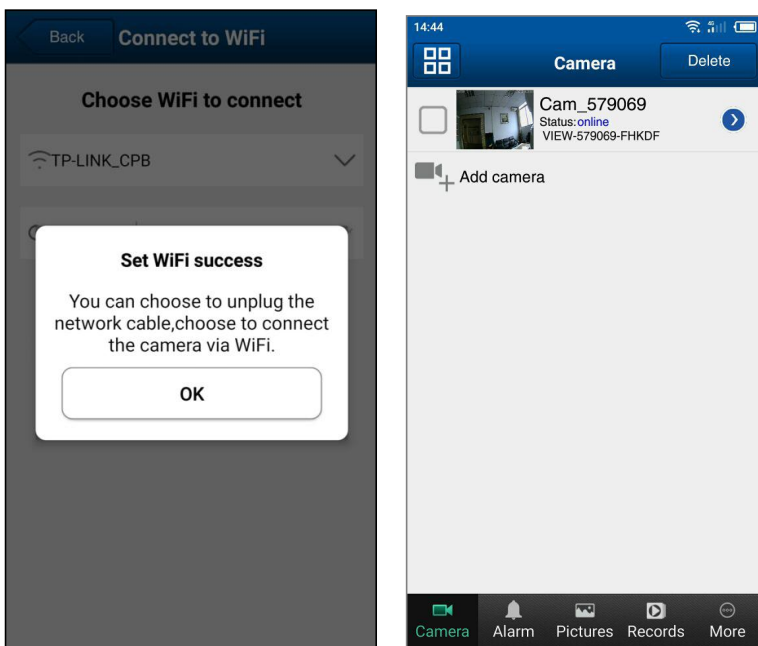 Back
Connect to WiFi
Choose WiFi to connect
TP-LINK_CPB
Set WiFi success
You can choose to unplug the
network cable,choose to connect
the camera via WiFi.
OK
14:44
Camera
Delete
Cam_579069
Status:online
VIEW-579069-FHKDF
Add camera
Camera
Alarm
Pictures
Records
More